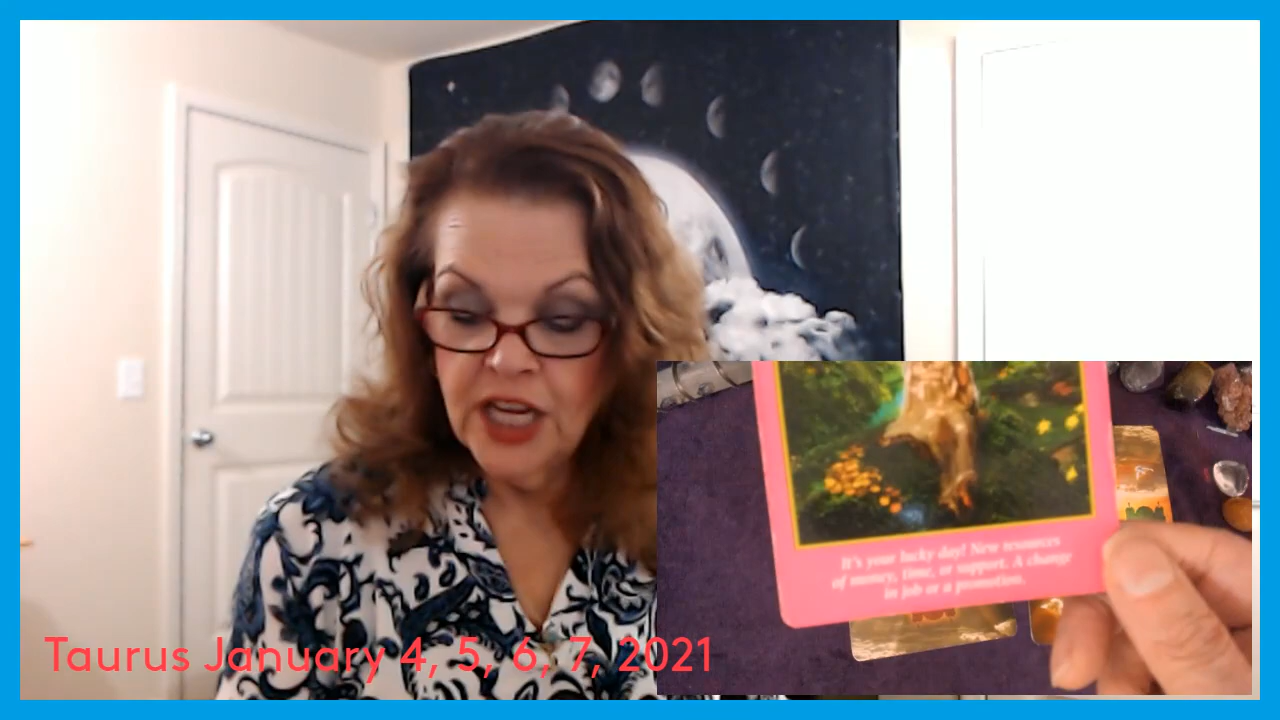 It's your lucky day! New resources
of money, time, or support. A change
in job or a promotion.
Taurus January 4, 5, 6, 7, 2021